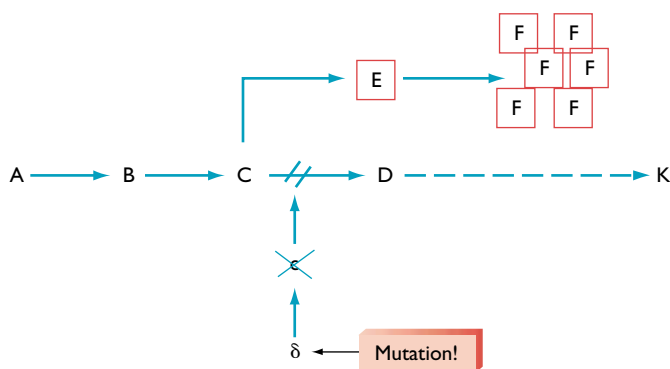 F F
E F F
F F
A B C D K
c
δ Mutation!